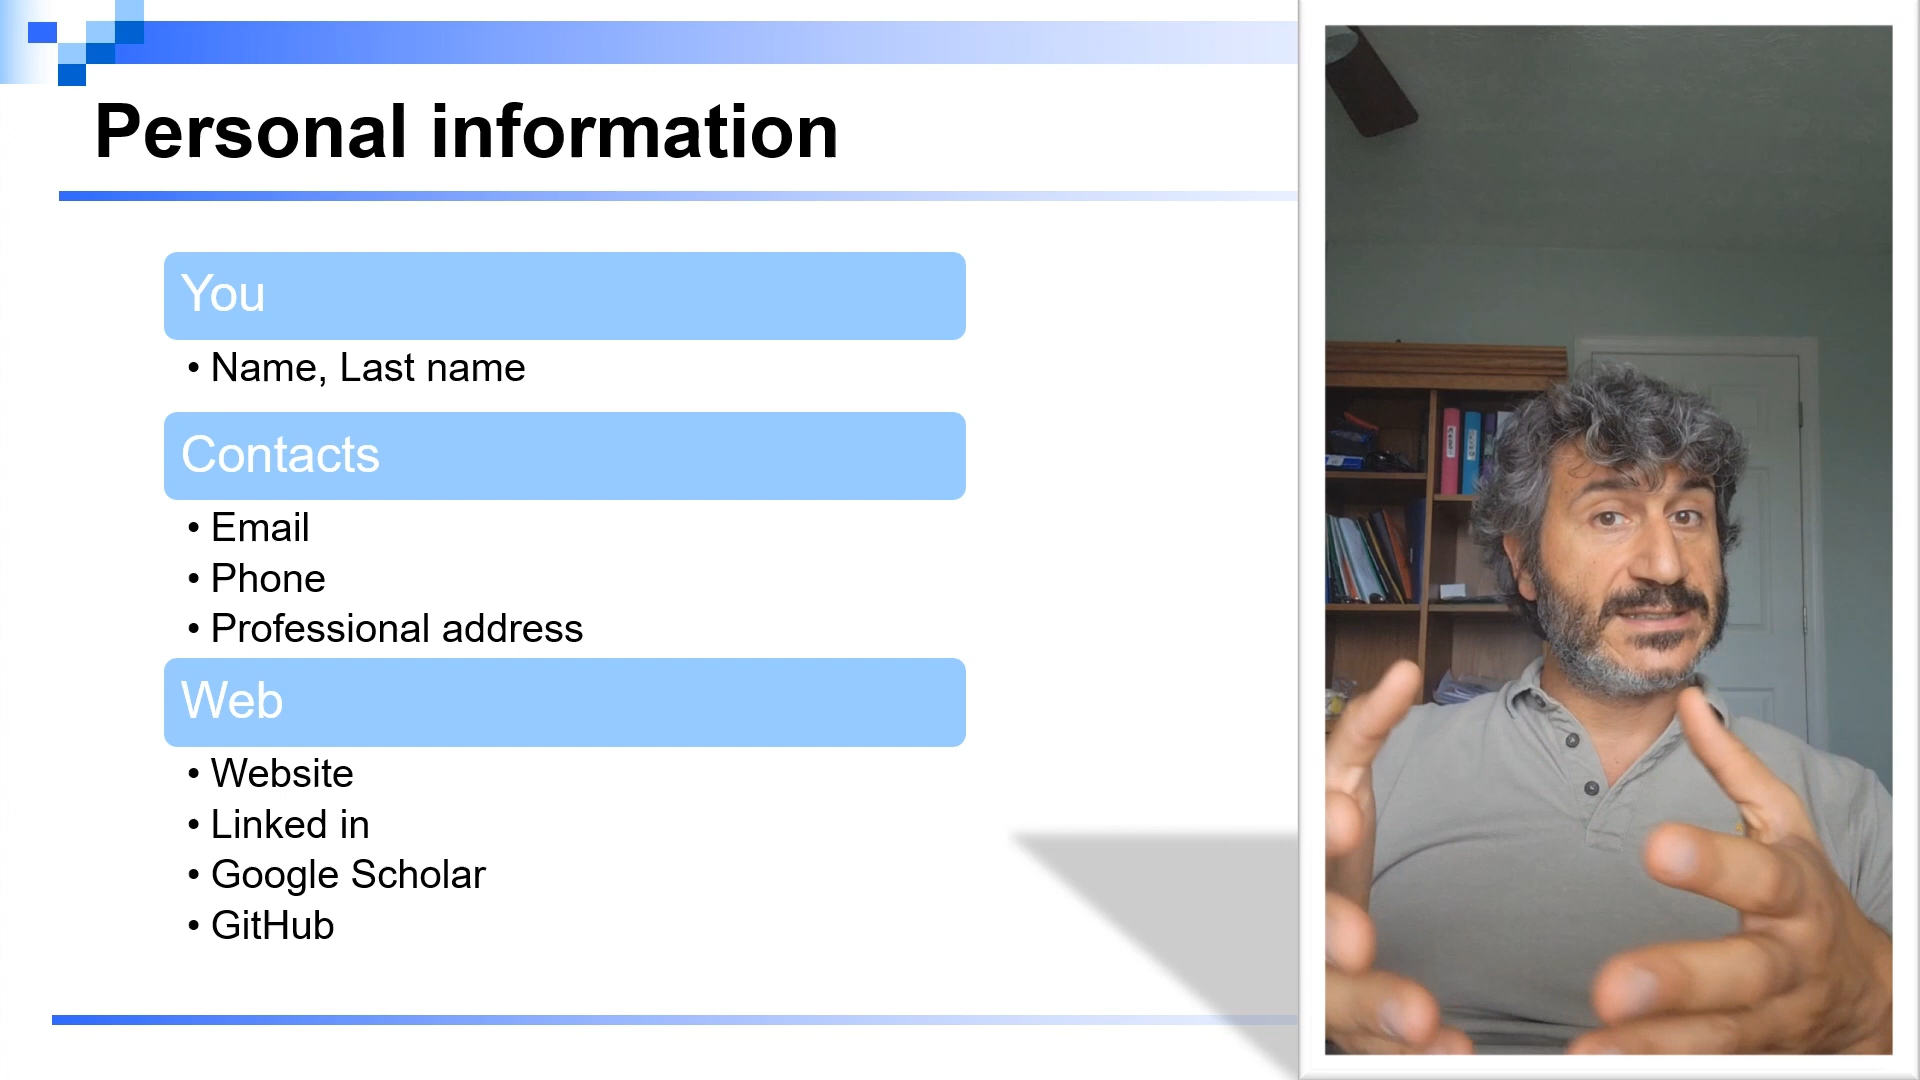 Personal information
You
• Name, Last name
Contacts
• Email
• Phone
• Professional address
Web
• Website
• Linked in
• Google Scholar
• GitHub